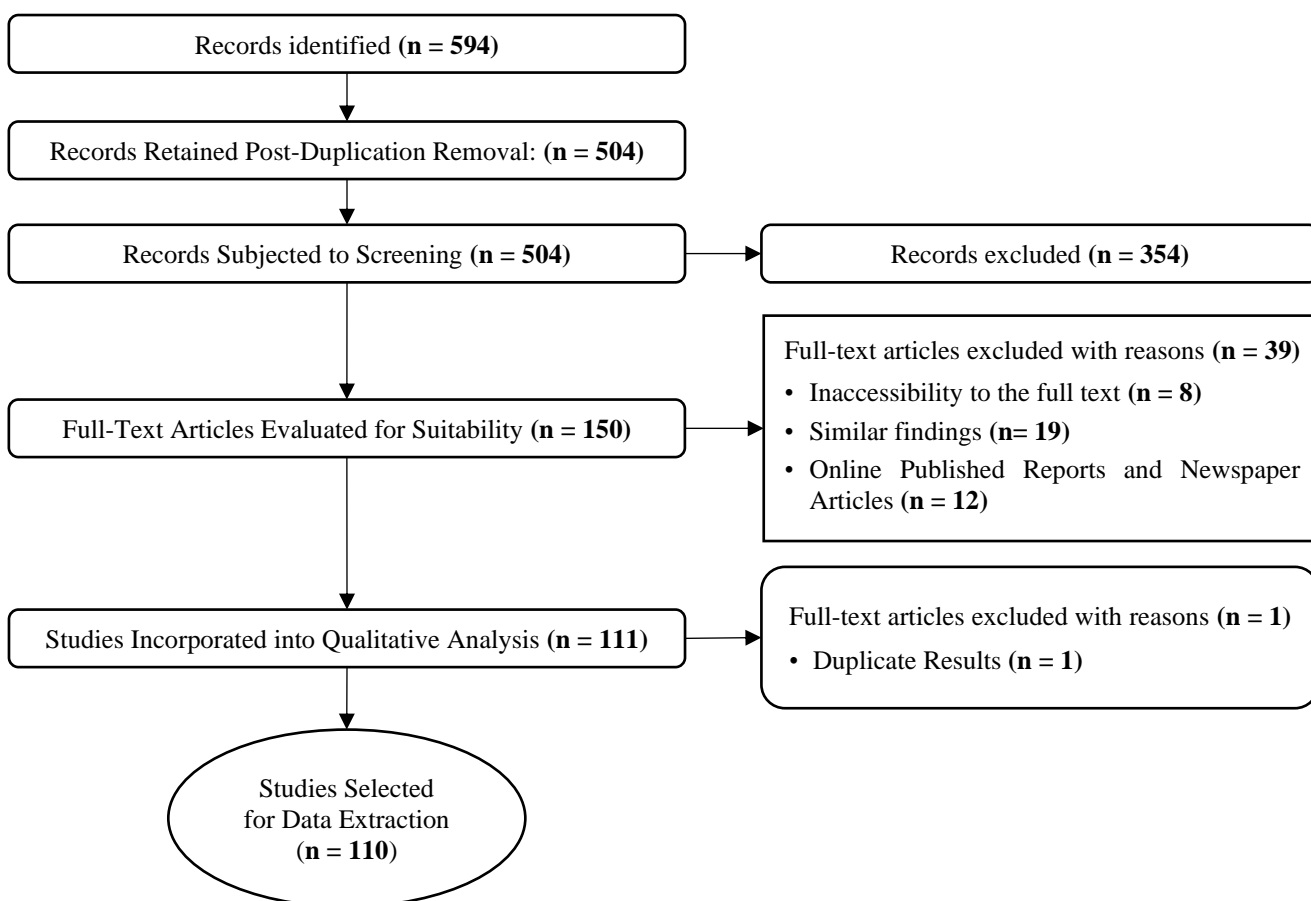 Records identified (n = 594)
Records Retained Post-Duplication Removal: (n = 504)
Records Subjected to Screening (n = 504)
Records excluded (n = 354)
Full-Text Articles Evaluated for Suitability (n = 150)
Full-text articles excluded with reasons (n = 39)
• Inaccessibility to the full text (n = 8)
• Similar findings (n= 19)
• Online Published Reports and Newspaper
Articles (n = 12)
Studies Incorporated into Qualitative Analysis (n = 111)
Full-text articles excluded with reasons (n = 1)
• Duplicate Results (n = 1)
Studies Selected
for Data Extraction
(n = 110)